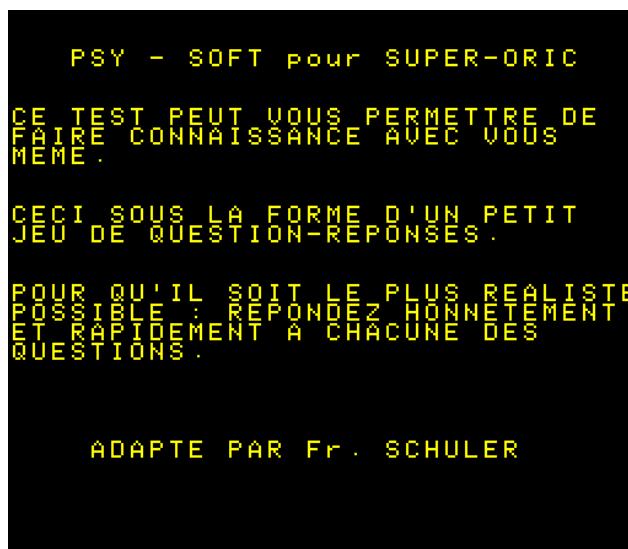 PSY - SOFT pour SUPER-ORIC
CE TEST PEUT VOUS PERMETTRE DE
FAIRE CONNAISSANCE AVEC VOUS
MEME.
CECI SOUS LA FORME D'UN PETIT
JEU DE QUESTION-REPONSES.
POUR QU'IL SOIT LE PLUS REALISTE
POSSIBLE : REPONDEZ HONNETEMENT
ET RAPIDEMENT A CHACUNE DES
QUESTIONS.
ADAPTE PAR Fr. SCHULER